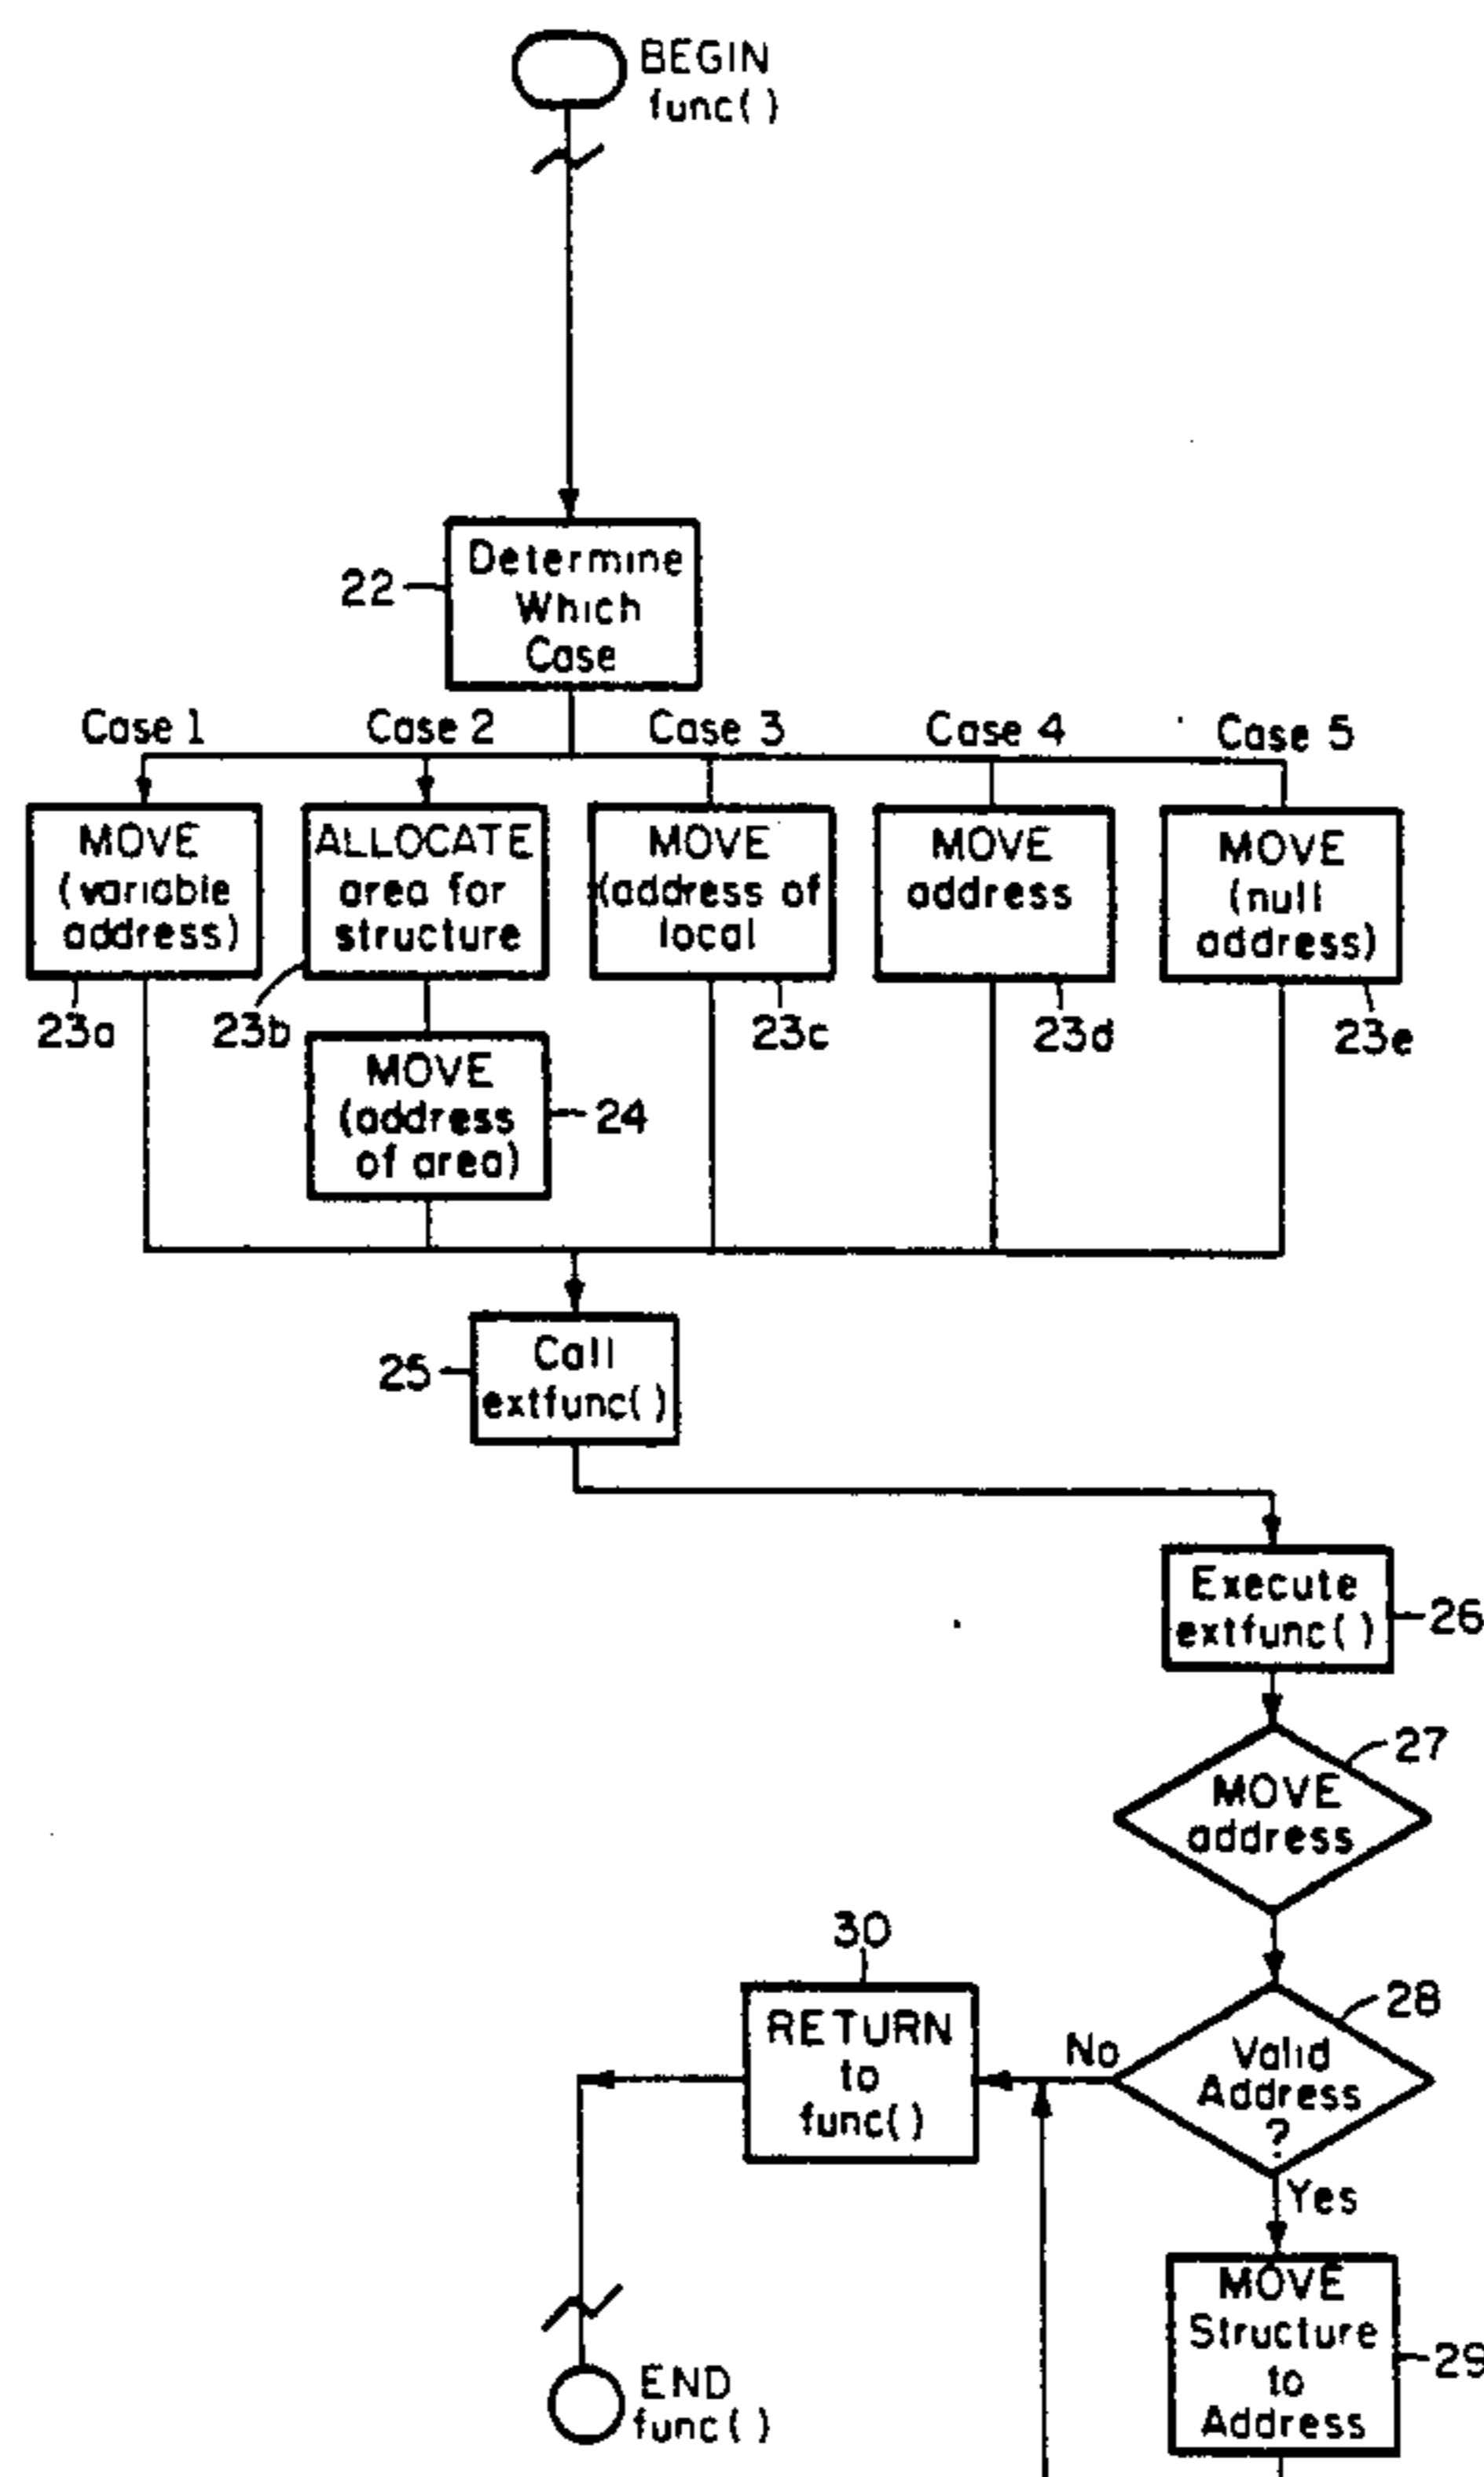 BEGIN
func( )
22
Determine
Which
Case
Case 1
Case 2
Case 3
Case 4
Case 5
MOVE
(variable
address)
ALLOCATE
area for
structure
MOVE
(address of
local
MOVE
address
MOVE
(null
address)
23a
23b
23c
23d
23e
MOVE
(address
of area)
24
25
Call
extfunc( )
Execute
extfunc( )
26
27
MOVE
address
30
28
RETURN
to
func( )
No
Valid
Address
?
Yes
MOVE
Structure
to
Address
29
END
func( )